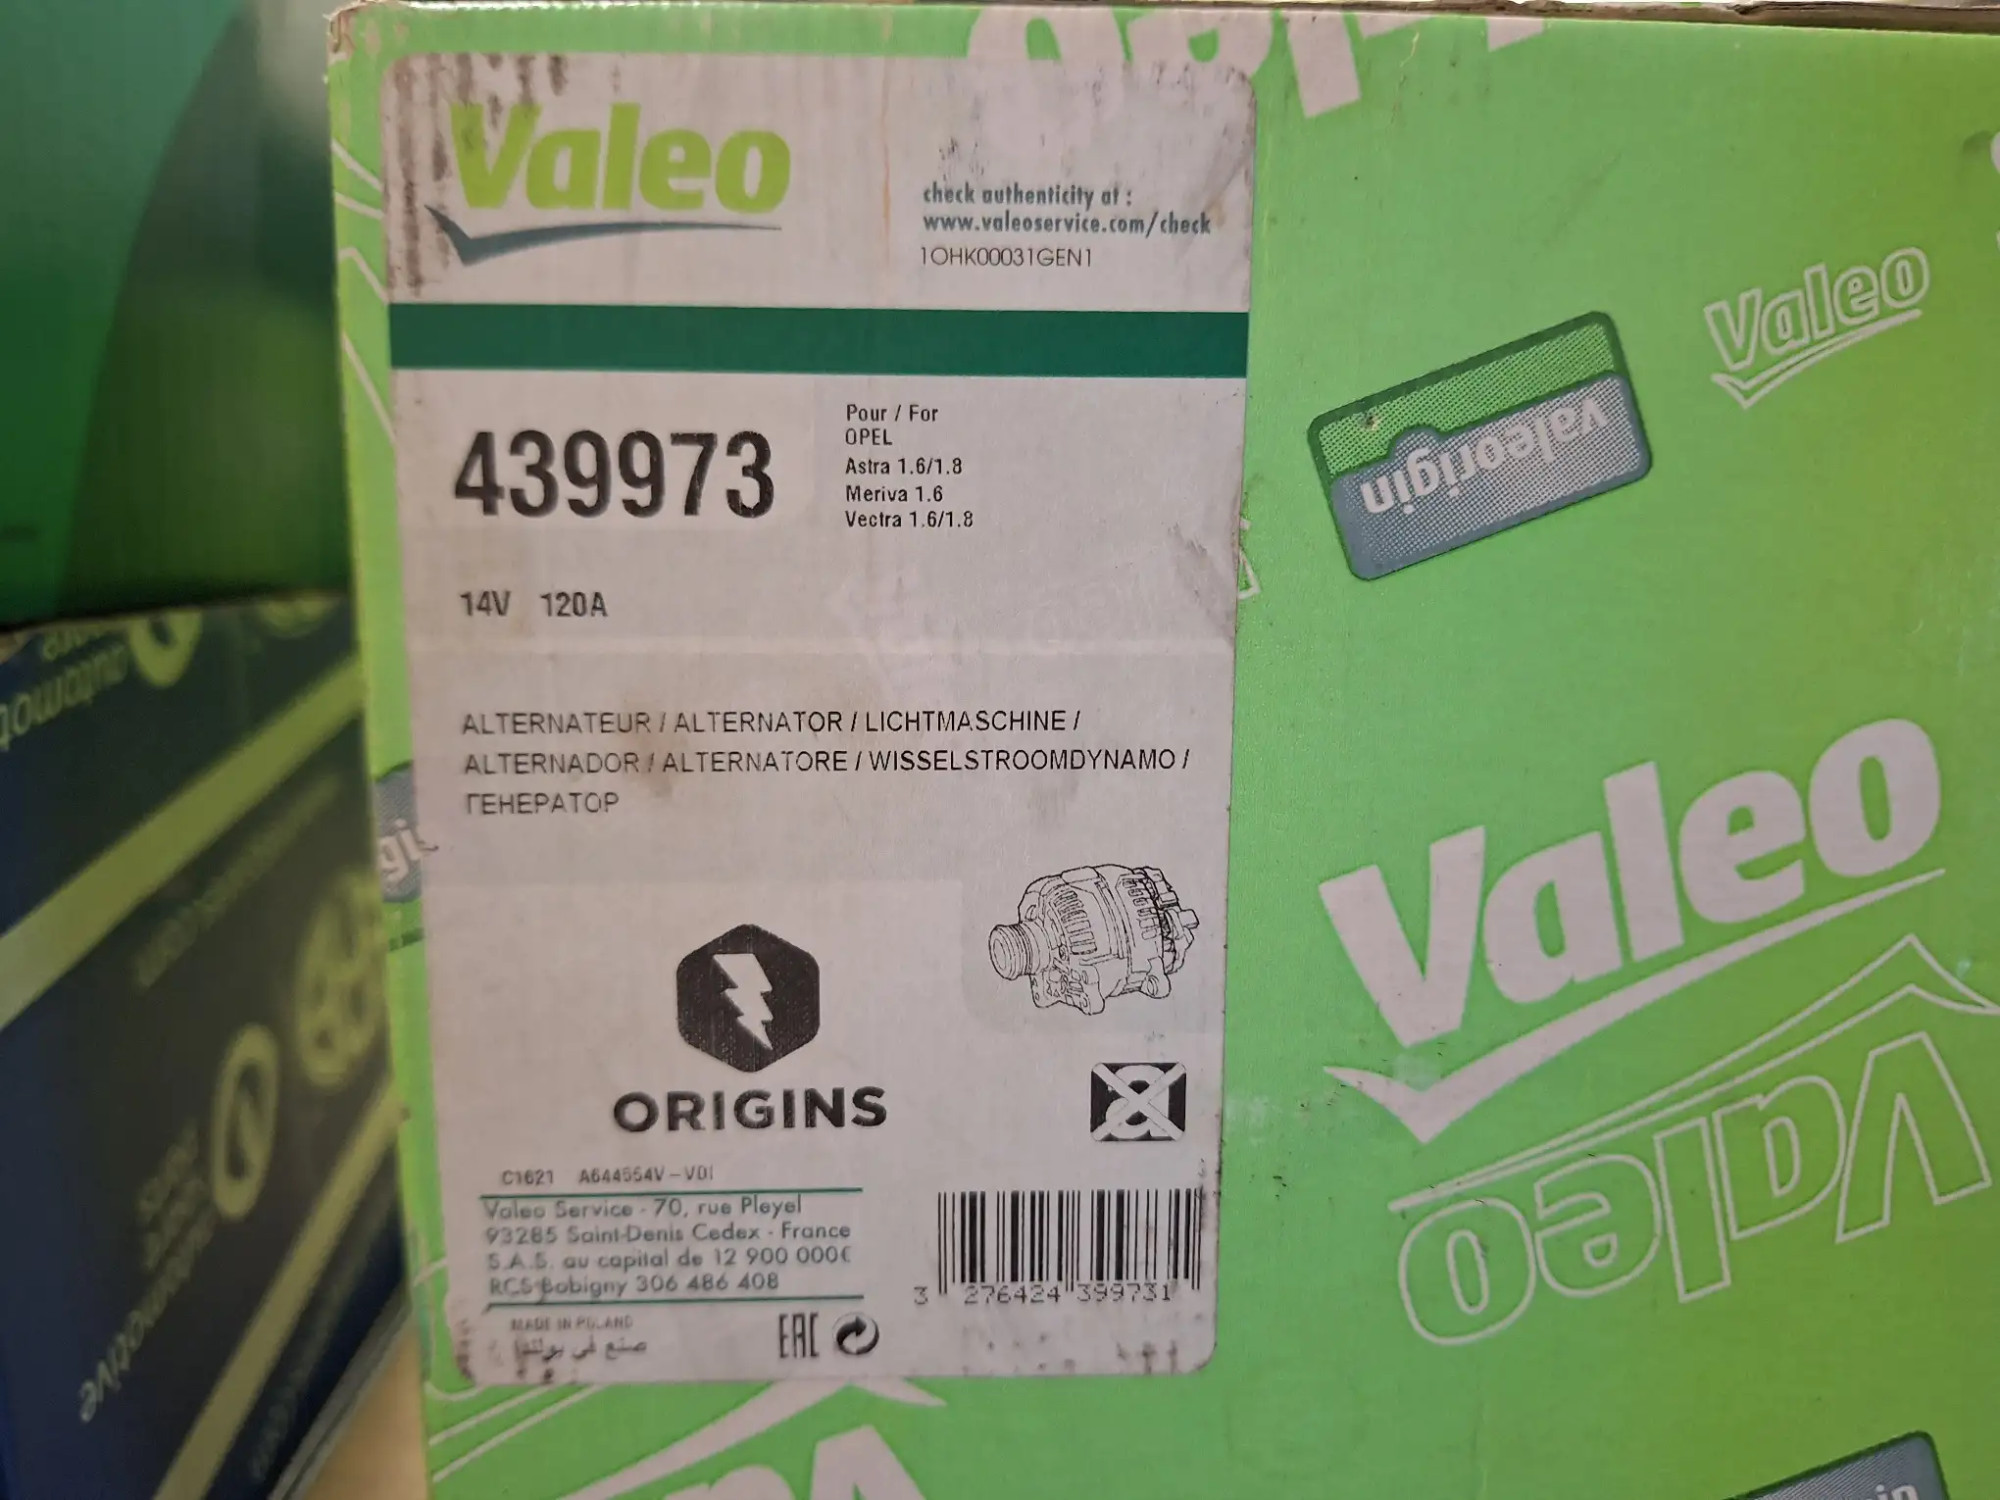 Valeo
check authenticity at :
www.valeoservice.com/check
1OHK00031GEN1
439973
Pour / For
OPEL
Astra 1.6/1.8
Meriva 1.6
Vectra 1.6/1.8
14V 120A
ALTERNATEUR / ALTERNATOR / LICHTMASCHINE /
ALTERNADOR / ALTERNATORE / WISSELSTROOMDYNAMO /
ГЕНЕРАТОР
ORIGINS
a
C1621 A644554V-VDI
Valeo Service - 70, rue Pleyel
93285 Saint-Denis Cedex - France
S.A.S. au capital de 12 900 000€
RCS Bobigny 306 486 408
MADE IN POLAND
صنع في بولندا
EAC
3 276424 399731
valeorigin
Valeo
Valeo
Valeo
automotive